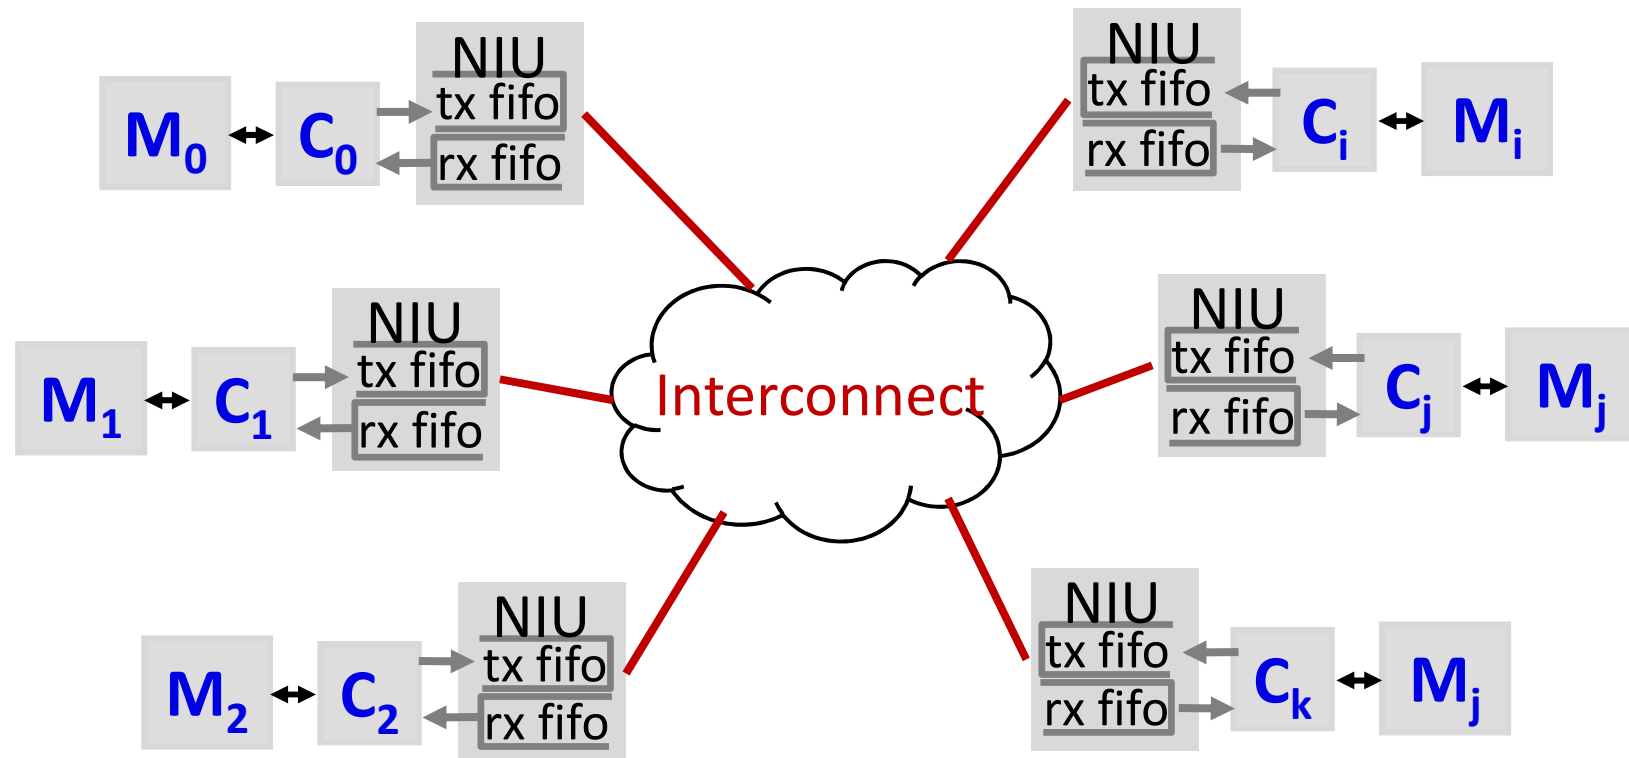 NIU
tx fifo
rx fifo
M0
C0
NIU
tx fifo
rx fifo
Ci
Mi
NIU
tx fifo
rx fifo
M1
C1
Interconnect
NIU
tx fifo
rx fifo
Cj
Mj
NIU
tx fifo
rx fifo
M2
C2
NIU
tx fifo
rx fifo
Ck
Mj